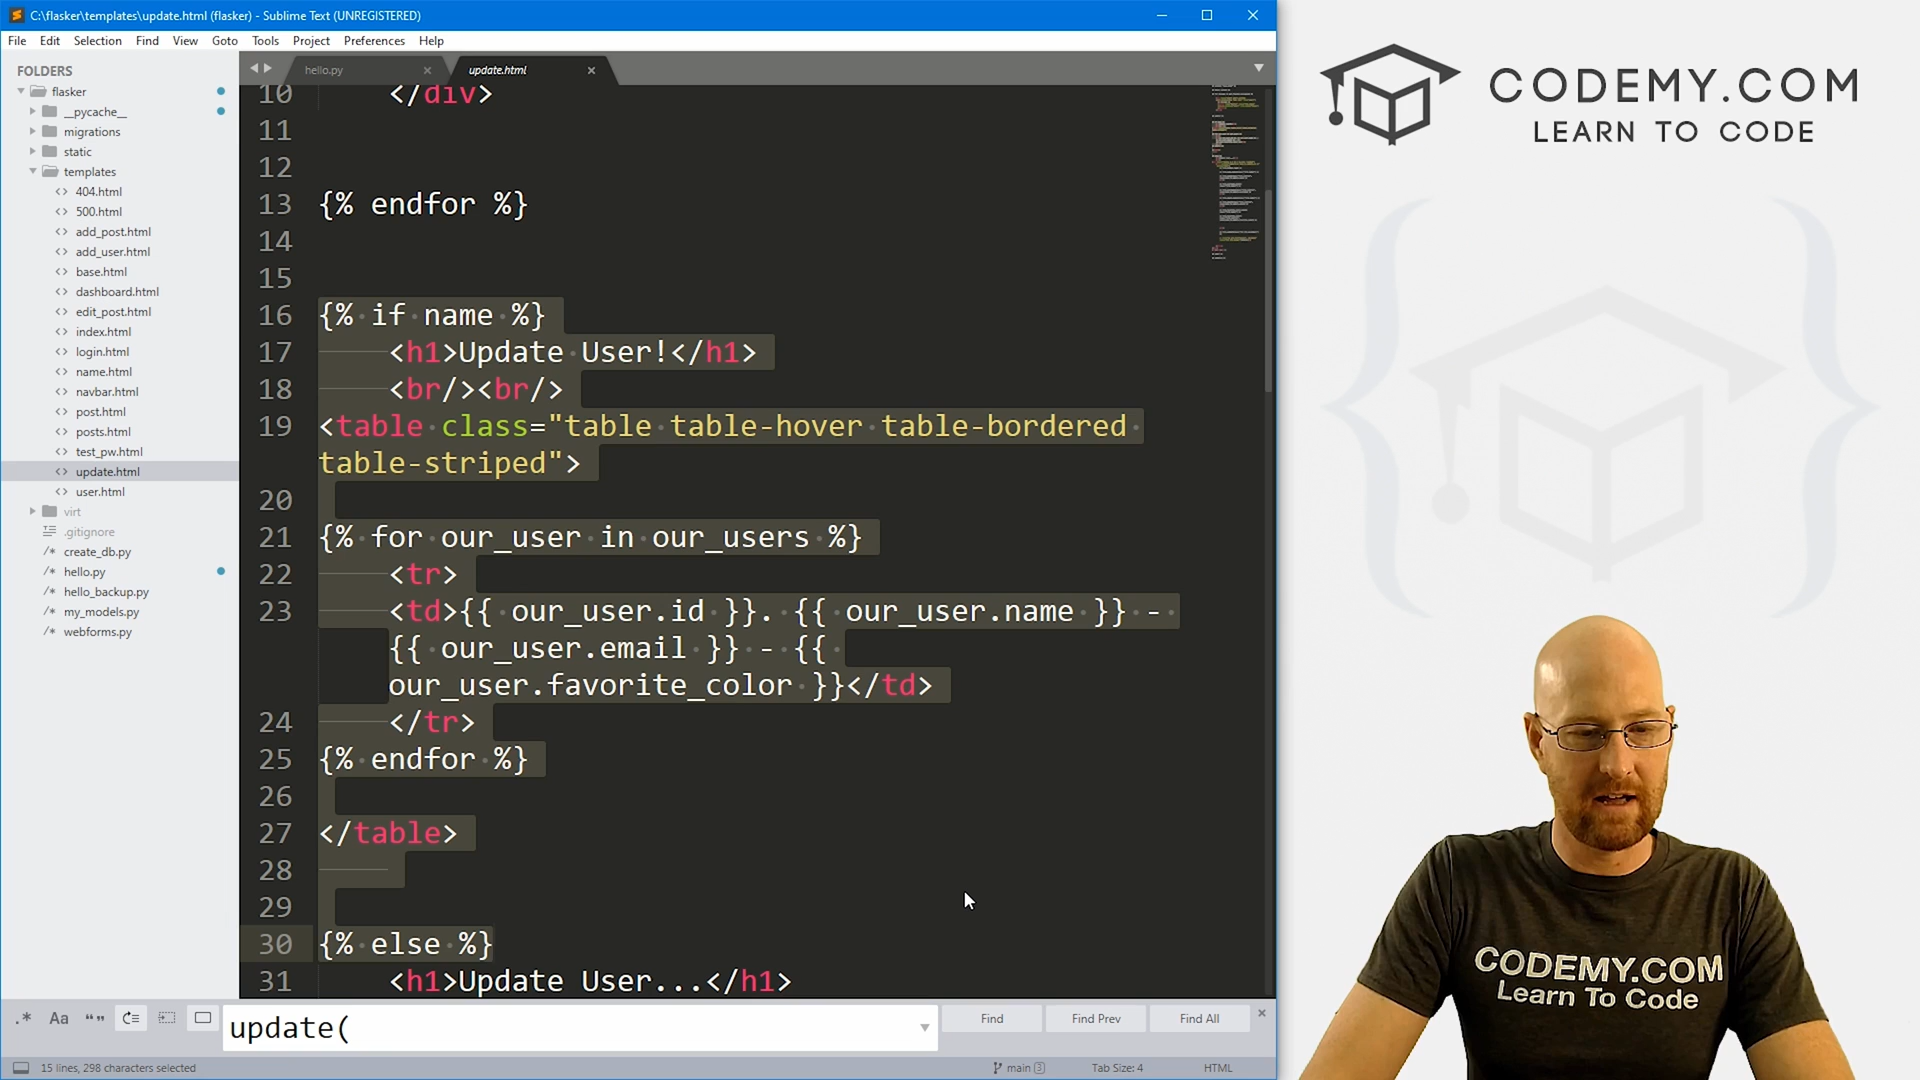 C:\flasker\templates\update.html (flasker) - Sublime Text (UNREGISTERED)
File Edit Selection Find View Goto Tools Project Preferences Help
FOLDERS
flasker
__pycache__
migrations
static
templates
404.html
500.html
add_post.html
add_user.html
base.html
dashboard.html
edit_post.html
index.html
login.html
name.html
navbar.html
post.html
posts.html
test_pw.html
update.html
user.html
virt
.gitignore
create_db.py
hello.py
hello_backup.py
my_models.py
webforms.py
hello.py
update.html
10 </div>
11
12
13 {% endfor %}
14
15
16 {% if name %}
17 <h1>Update User!</h1>
18 <br/><br/>
19 <table class="table table-hover table-bordered
table-striped">
20
21 {% for our_user in our_users %}
22 <tr>
23 <td>{{ our_user.id }}. {{ our_user.name }} -
{{ our_user.email }} - {{
our_user.favorite_color }}</td>
24 </tr>
25 {% endfor %}
26
27 </table>
28
29
30 {% else %}
31 <h1>Update User...</h1>
.* Aa “” update( Find Find Prev Find All
15 lines, 298 characters selected main 3 Tab Size: 4 HTML
CODEMY.COM
LEARN TO CODE
CODEMY.COM
Learn To Code